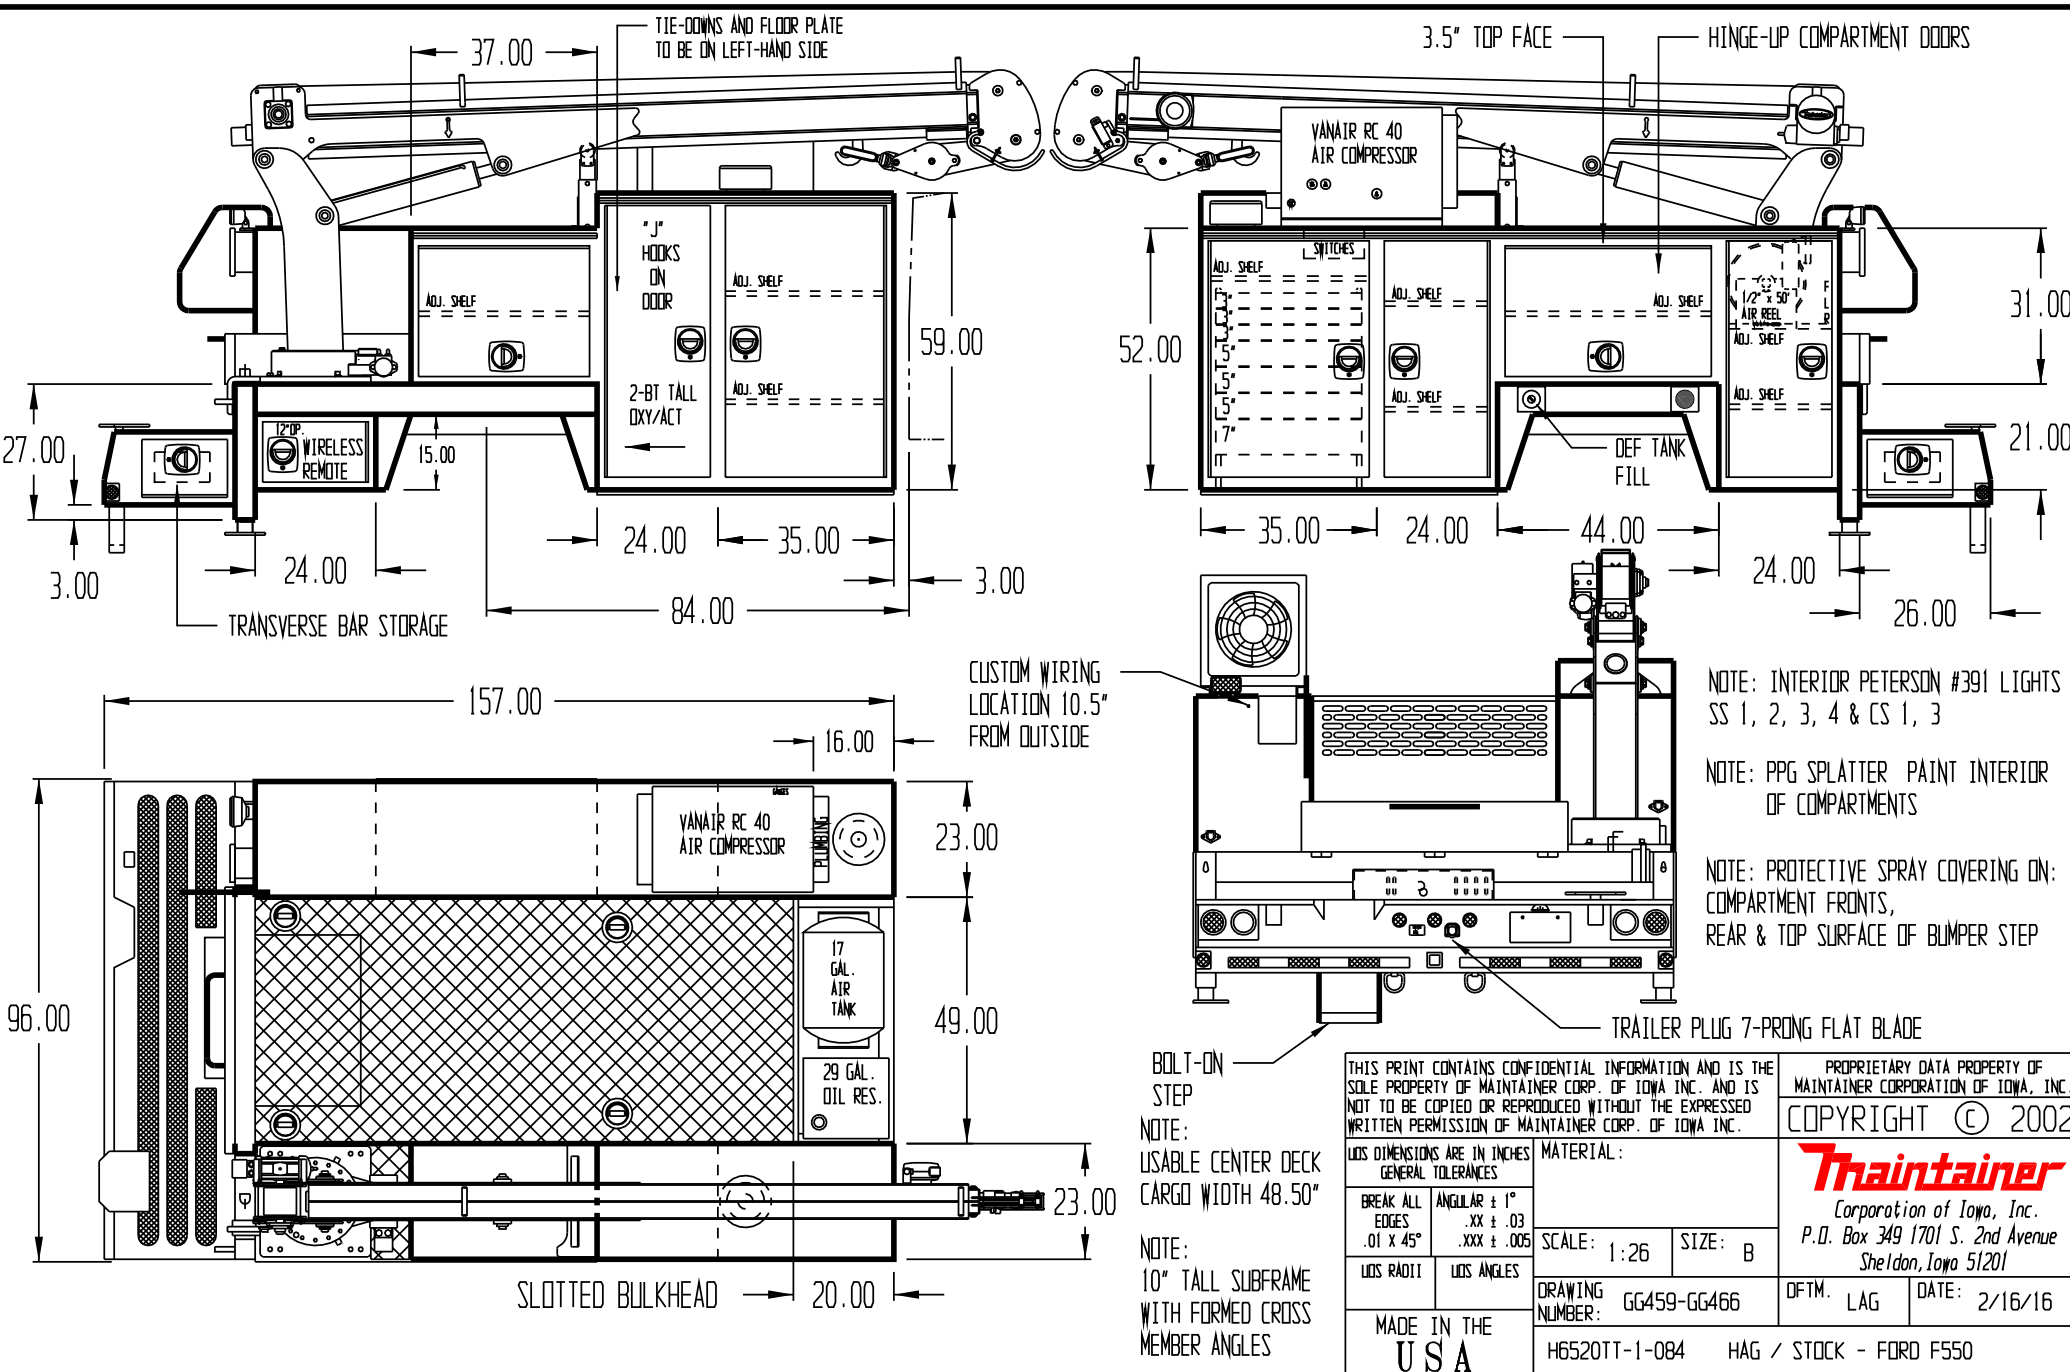 TIE-DOWNS AND FLOOR PLATE
TO BE ON LEFT-HAND SIDE
37.00
"J"
HOOKS
ON
DOOR
ADJ. SHELF
ADJ. SHELF
ADJ. SHELF
2-BT TALL
OXY/ACT
12"DP.
WIRELESS
REMOTE
15.00
59.00
27.00
3.00
24.00
24.00
35.00
3.00
84.00
TRANSVERSE BAR STORAGE
3.5" TOP FACE
HINGE-UP COMPARTMENT DOORS
VANAIR RC 40
AIR COMPRESSOR
SWITCHES
ADJ. SHELF
3"
3"
3"
5"
5"
5"
7"
ADJ. SHELF
ADJ. SHELF
ADJ. SHELF
1/2" x 50'
AIR REEL
F
L
R
ADJ. SHELF
ADJ. SHELF
52.00
31.00
21.00
DEF TANK
FILL
35.00
24.00
44.00
24.00
26.00
157.00
16.00
VANAIR RC 40
AIR COMPRESSOR
GAUGES
PLUMBING
23.00
96.00
49.00
17
GAL.
AIR
TANK
29 GAL.
OIL RES.
23.00
SLOTTED BULKHEAD
20.00
CUSTOM WIRING
LOCATION 10.5"
FROM OUTSIDE
NOTE: INTERIOR PETERSON #391 LIGHTS
SS 1, 2, 3, 4 & CS 1, 3
NOTE: PPG SPLATTER PAINT INTERIOR
OF COMPARTMENTS
NOTE: PROTECTIVE SPRAY COVERING ON:
COMPARTMENT FRONTS,
REAR & TOP SURFACE OF BUMPER STEP
TRAILER PLUG 7-PRONG FLAT BLADE
BOLT-ON
STEP
NOTE:
USABLE CENTER DECK
CARGO WIDTH 48.50"
NOTE:
10" TALL SUBFRAME
WITH FORMED CROSS
MEMBER ANGLES
THIS PRINT CONTAINS CONFIDENTIAL INFORMATION AND IS THE
SOLE PROPERTY OF MAINTAINER CORP. OF IOWA INC. AND IS
NOT TO BE COPIED OR REPRODUCED WITHOUT THE EXPRESSED
WRITTEN PERMISSION OF MAINTAINER CORP. OF IOWA INC.
PROPRIETARY DATA PROPERTY OF
MAINTAINER CORPORATION OF IOWA, INC.
COPYRIGHT © 2002
UOS DIMENSIONS ARE IN INCHES
GENERAL TOLERANCES
BREAK ALL
EDGES
.01 X 45°
ANGULAR ± 1°
.XX ± .03
.XXX ± .005
UOS RADII
UOS ANGLES
MADE IN THE
USA
MATERIAL:
SCALE: 1:26
SIZE: B
Maintainer
Corporation of Iowa, Inc.
P.O. Box 349 1701 S. 2nd Avenue
Sheldon, Iowa 51201
DRAWING
NUMBER: GG459-GG466
DFTM. LAG
DATE: 2/16/16
H6520TT-1-084 HAG / STOCK - FORD F550